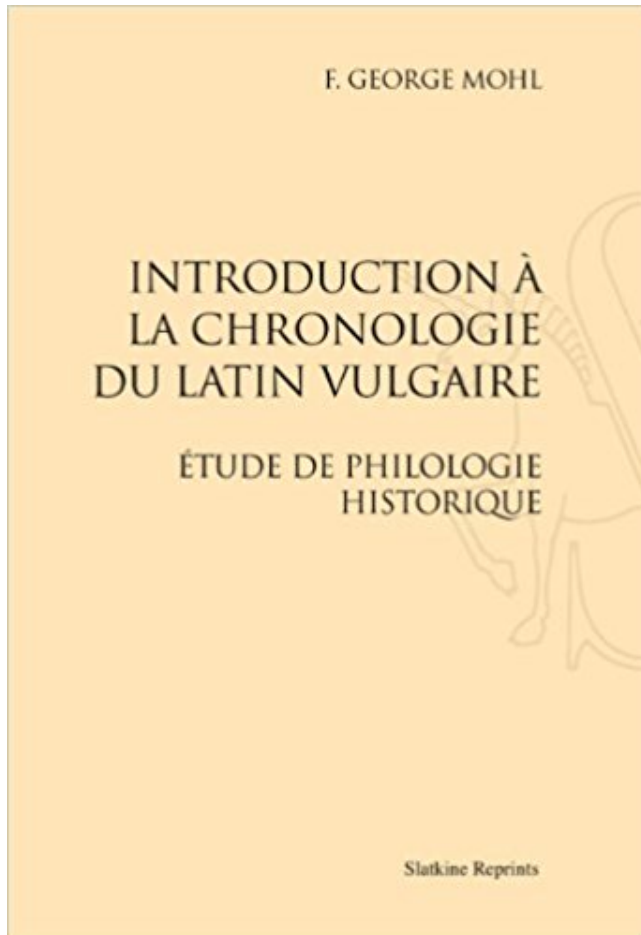 F. GEORGE MOHL
INTRODUCTION À
LA CHRONOLOGIE
DU LATIN VULGAIRE
ÉTUDE DE PHILOLOGIE
HISTORIQUE
Slatkine Reprints